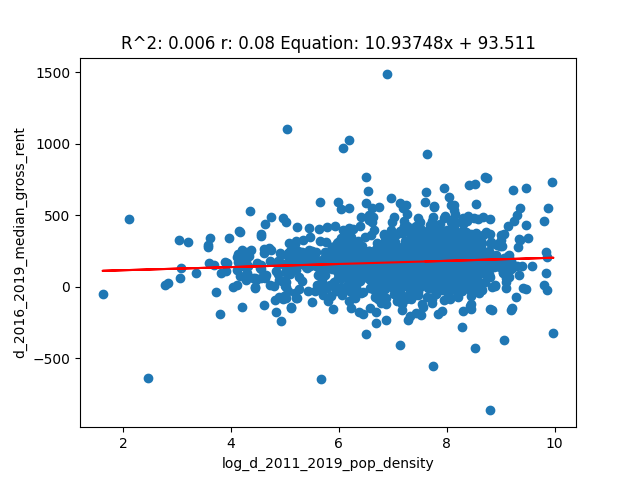 R^2: 0.006 r: 0.08 Equation: 10.93748x + 93.511
1500
1000
500
0
−500
d_2016_2019_median_gross_rent
2 4 6 8 10
log_d_2011_2019_pop_density